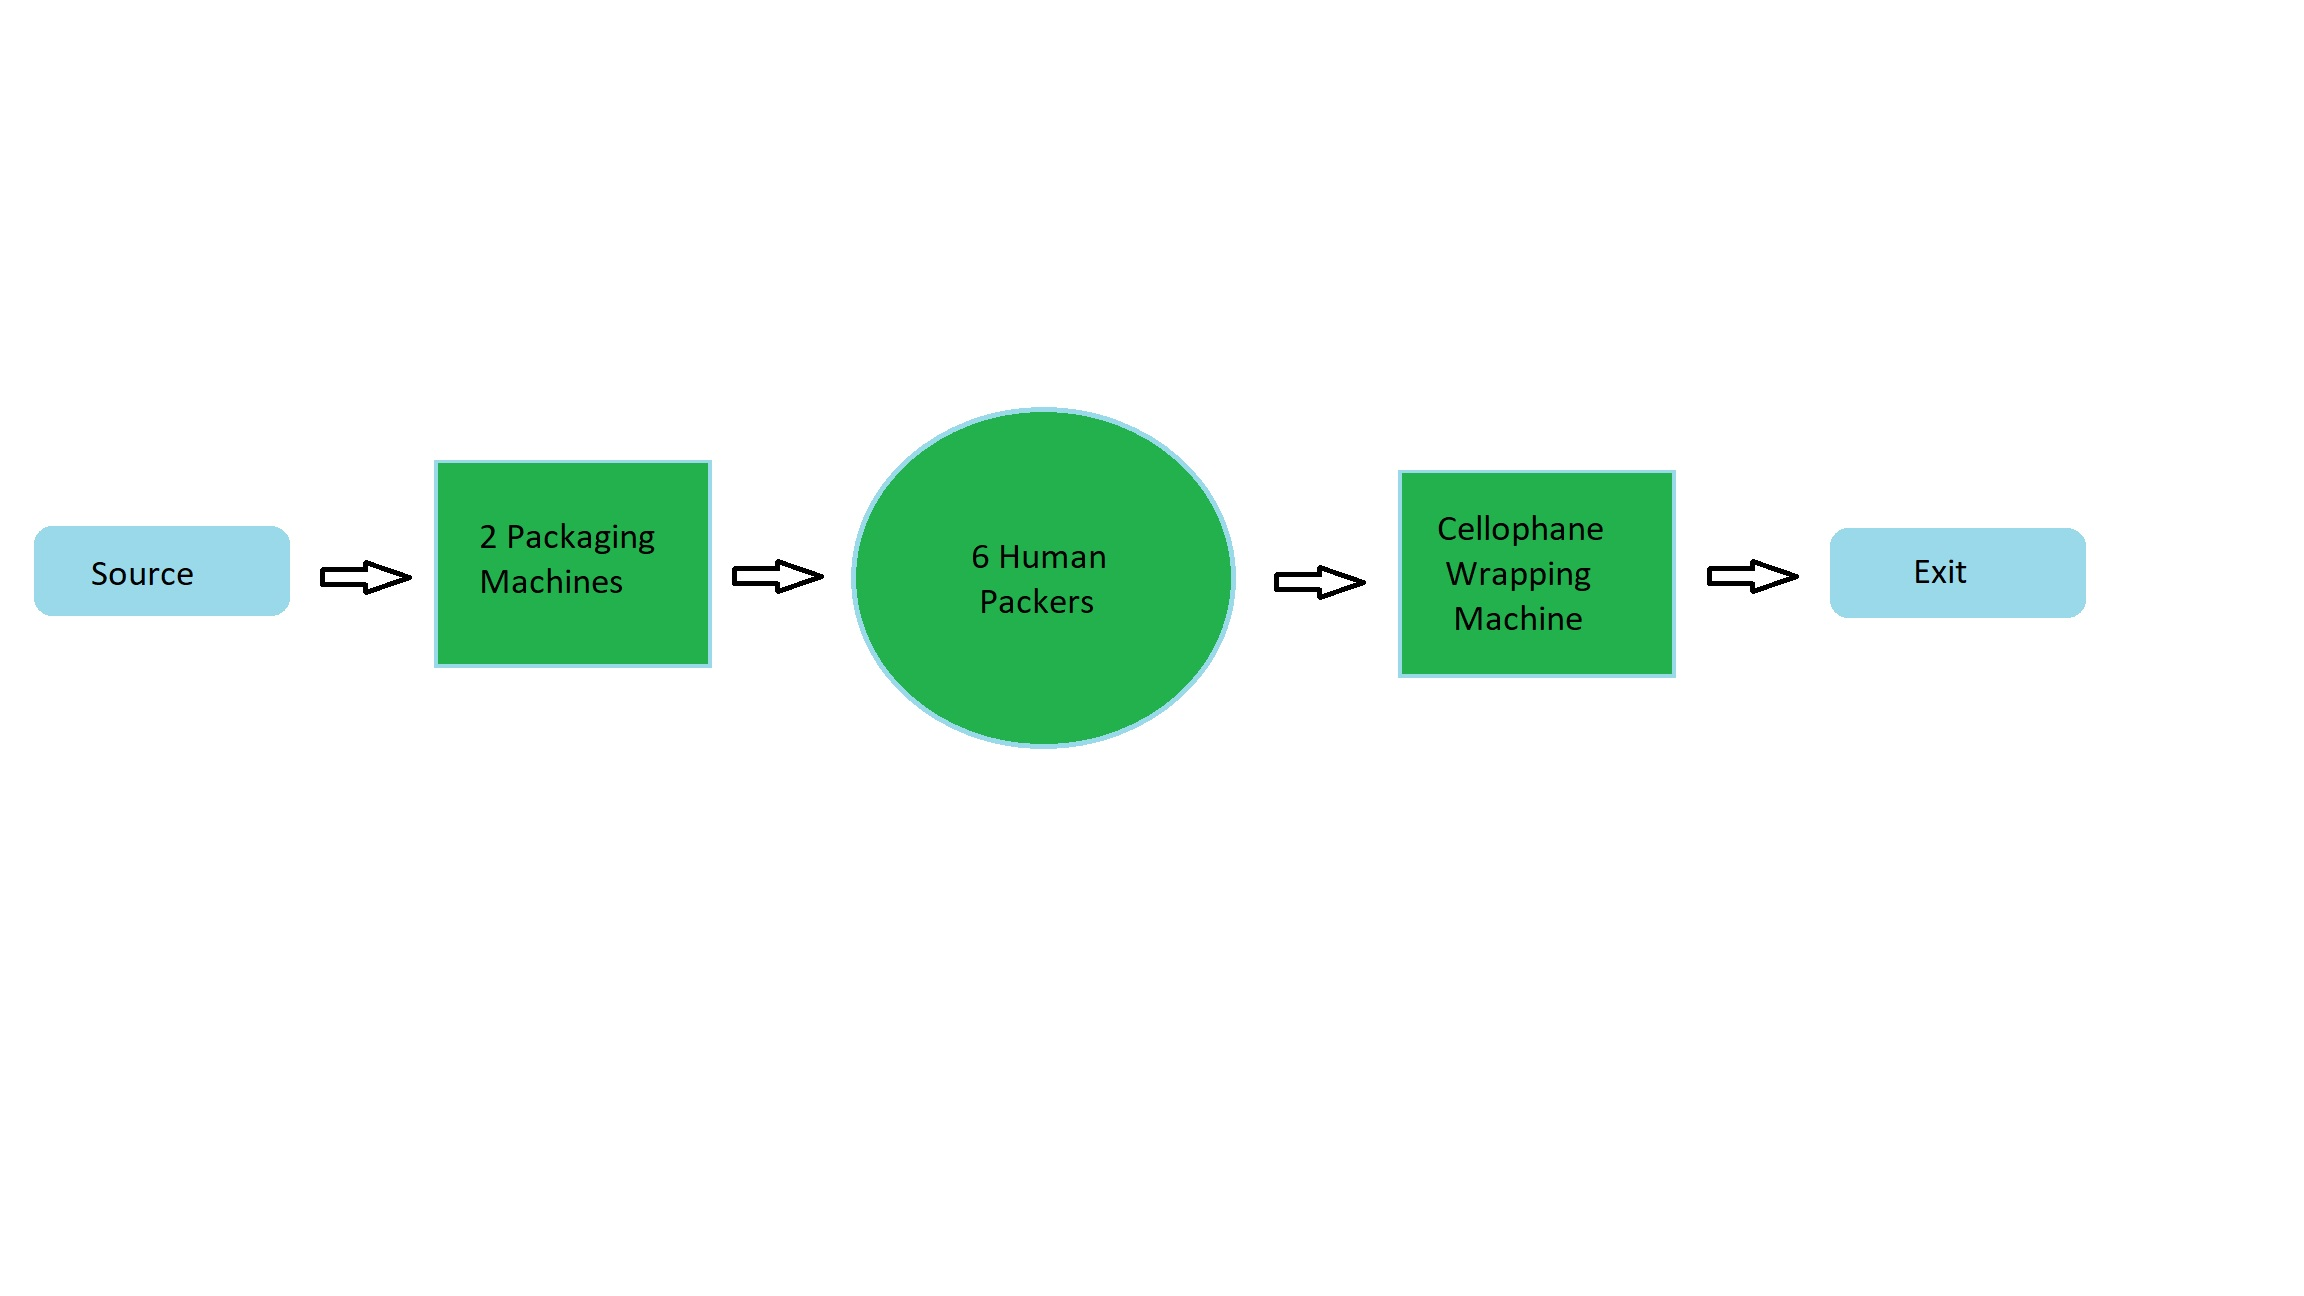 Source
2 Packaging
Machines
6 Human
Packers
Cellophane
Wrapping
Machine
Exit